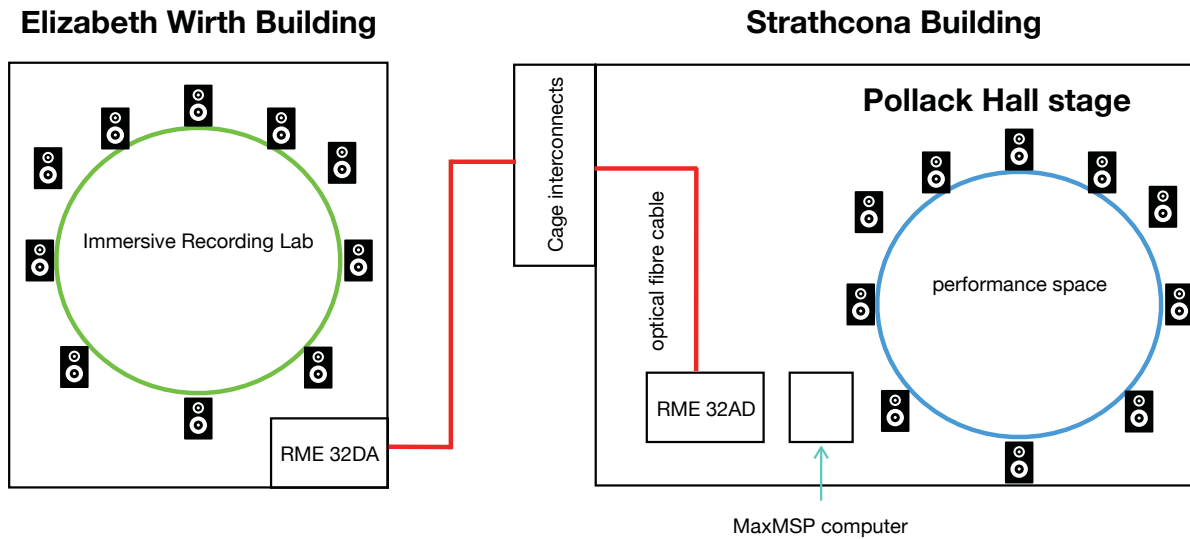 Elizabeth Wirth Building
Strathcona Building
Cage interconnects
Pollack Hall stage
Immersive Recording Lab
optical fibre cable
performance space
RME 32DA
RME 32AD
MaxMSP computer